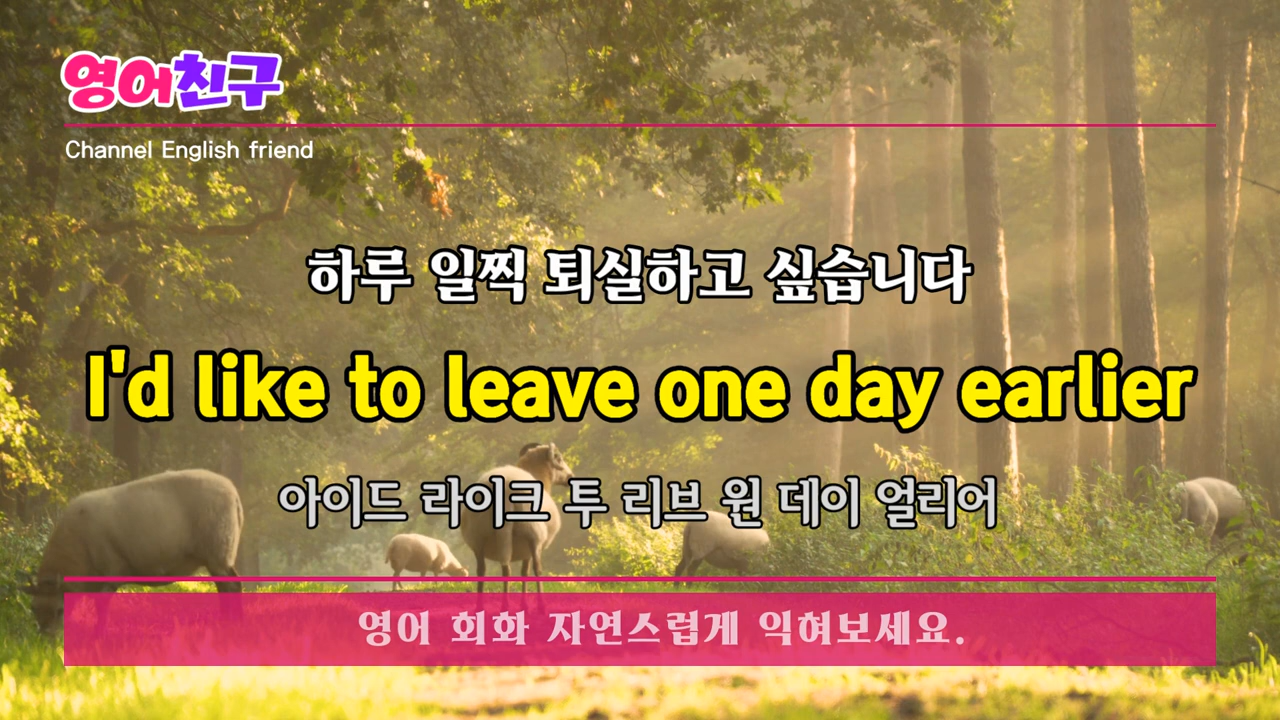 영어친구
Channel English friend
하루 일찍 퇴실하고 싶습니다
I'd like to leave one day earlier
아이드 라이크 투 리브 원 데이 얼리어
영어 회화 자연스럽게 익혀보세요.